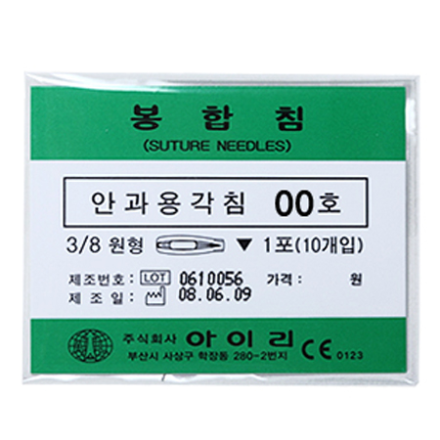 봉 합 침
(SUTURE NEEDLES)
안과용각침 00호
3/8 원형 ▼ 1포(10개입)
제조번호 : LOT 0610056 가격 : 원
제 조 일 : 08.06.09
주식회사 아이리
부산시 사상구 학장동 280-2번지 CE 0123